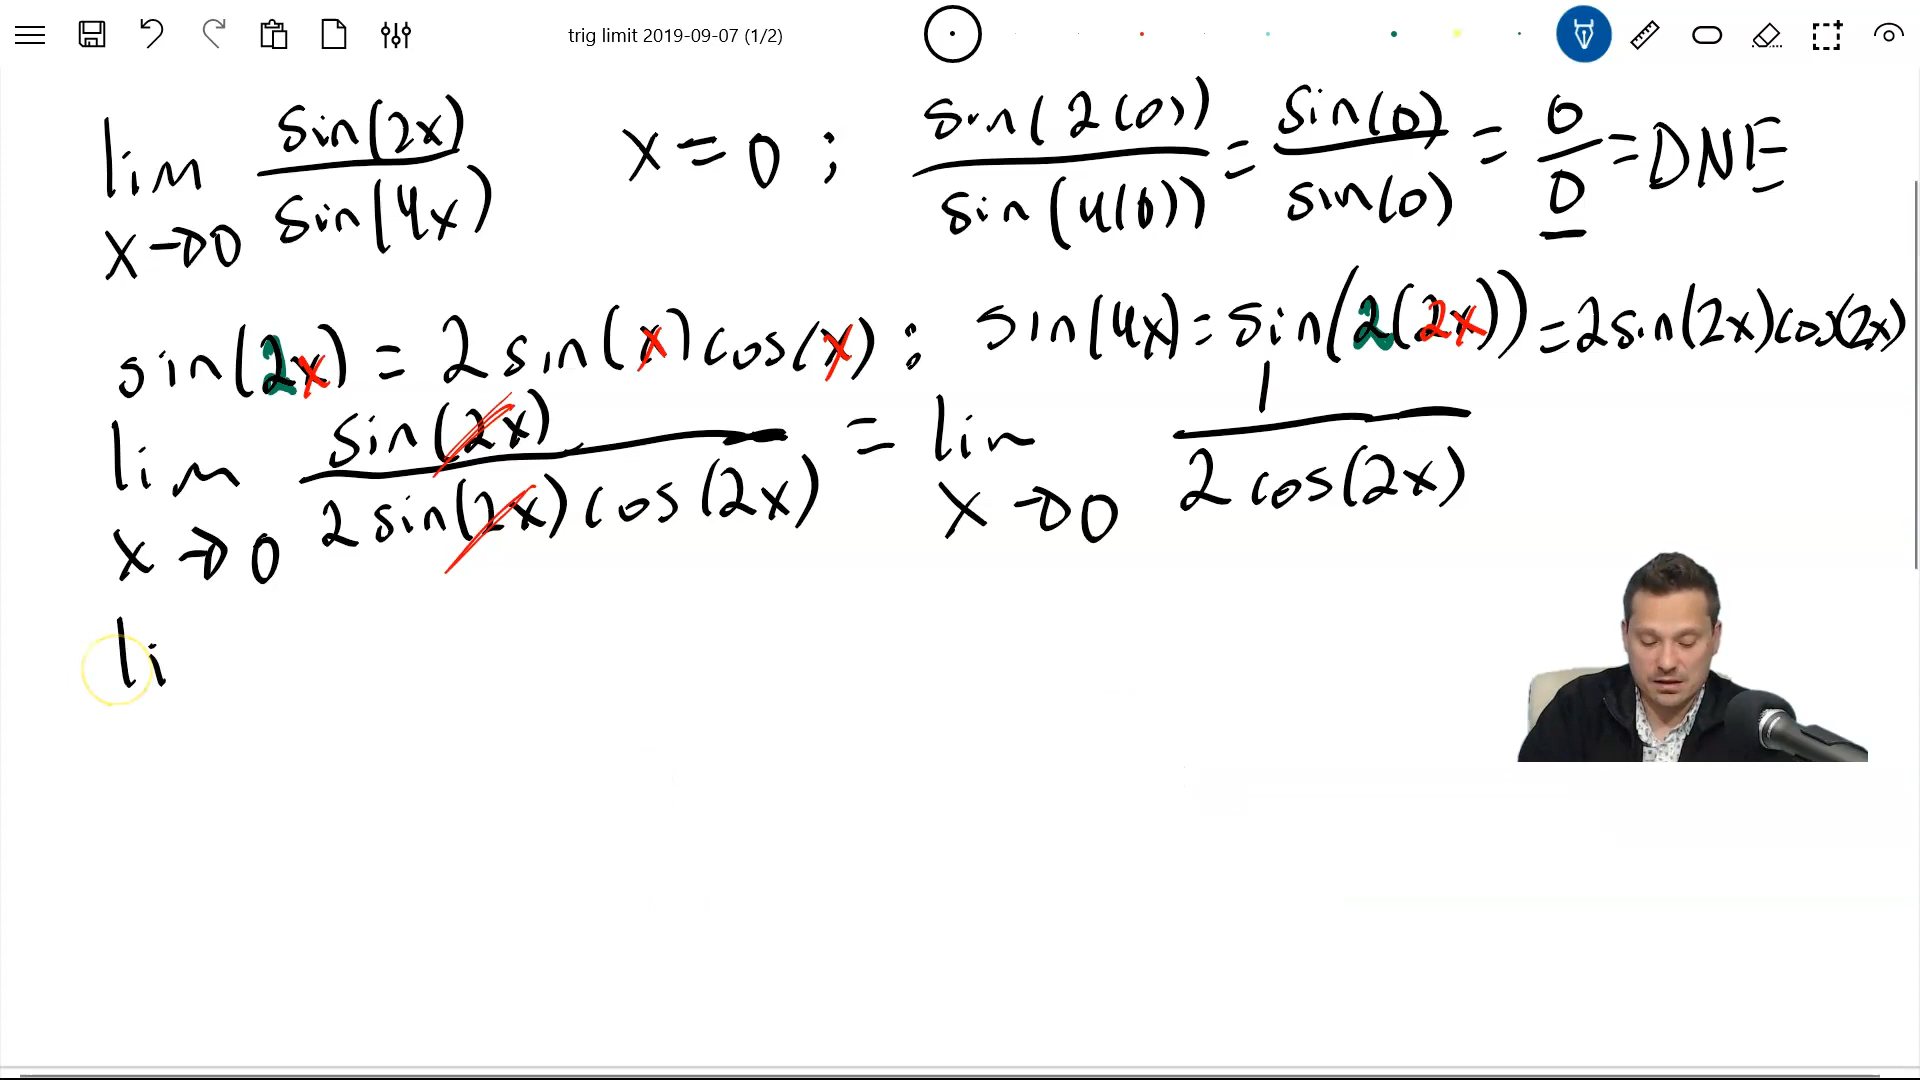 trig limit 2019-09-07 (1/2)
lim x→0 sin(2x)/sin(4x)   x = 0 ;   sin(2(0))/sin(4(0)) = sin(0)/sin(0) = 0/0 = DNE
sin(2x) = 2sin(x)cos(x) ; sin(4x) = sin(2(2x)) = 2sin(2x)cos(2x)
lim x→0 sin(2x)/2sin(2x)cos(2x) = lim x→0 1/2cos(2x)
li